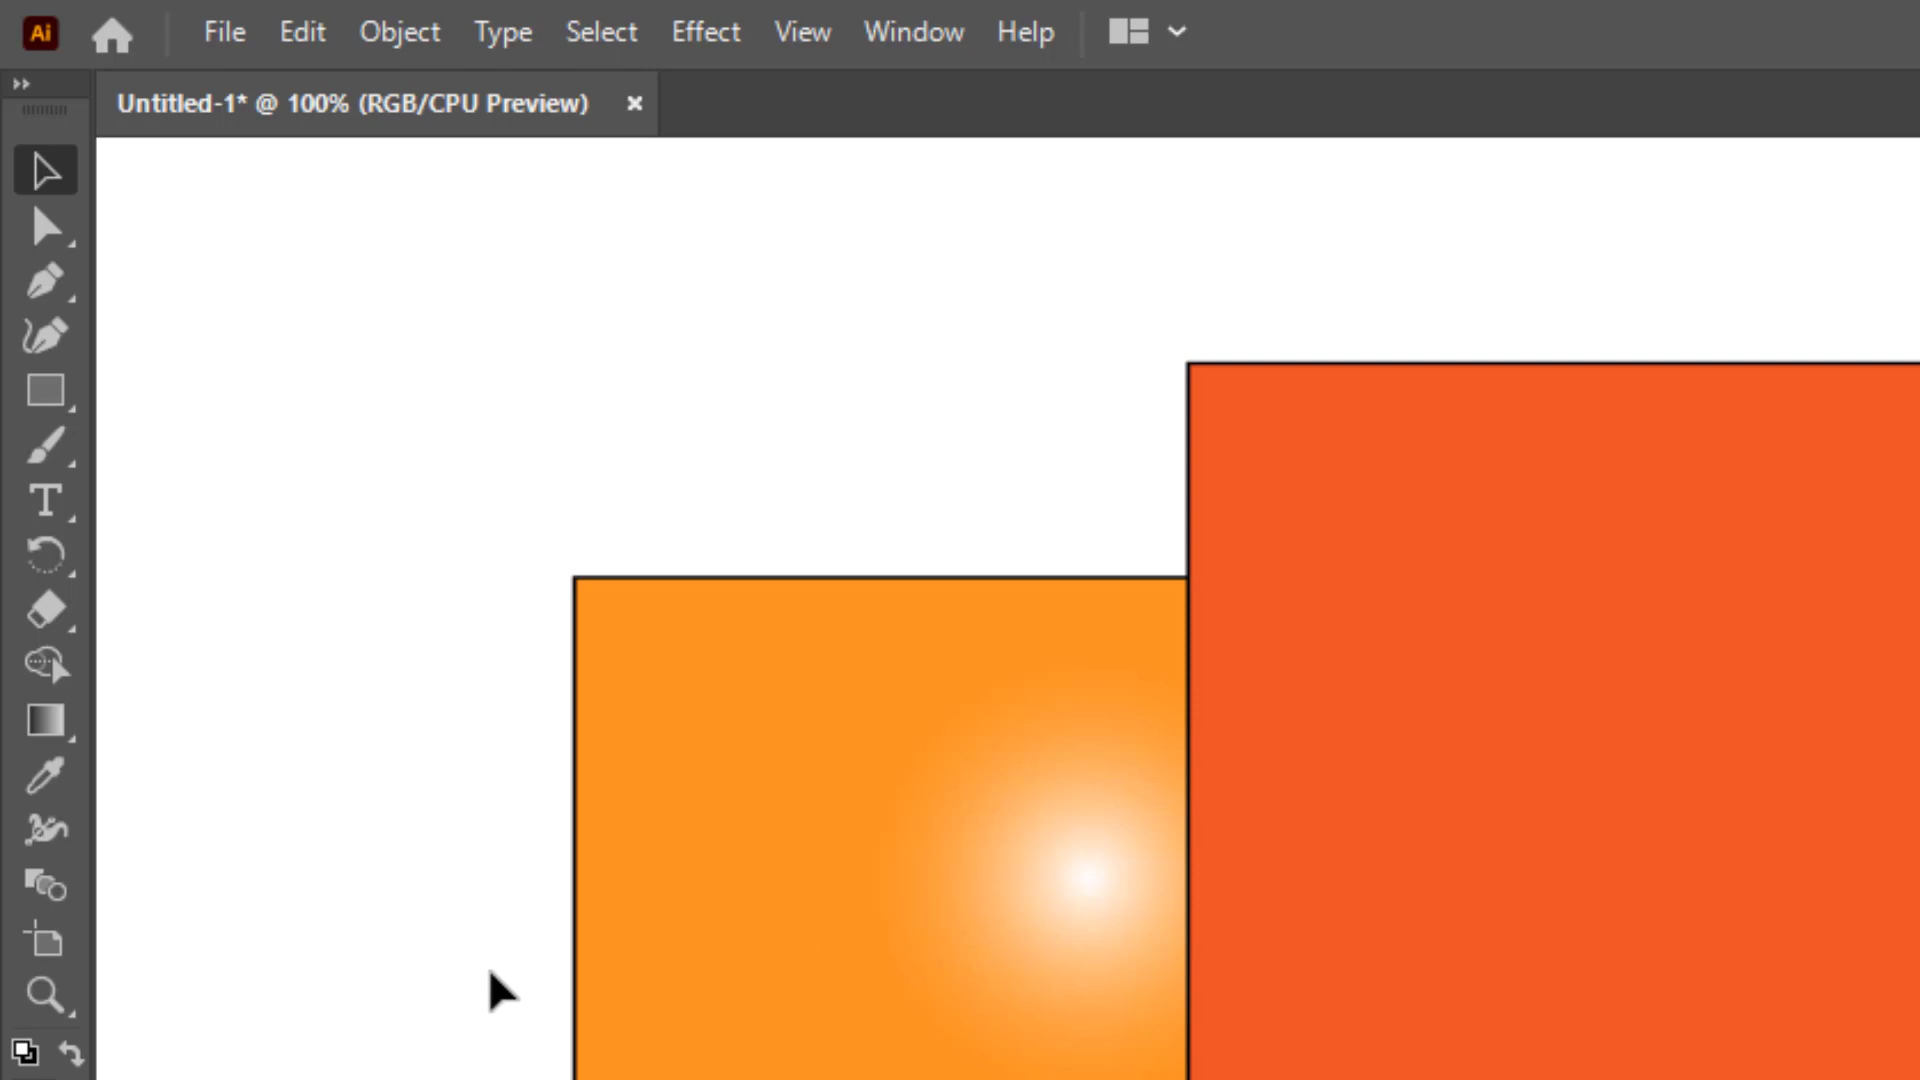 Ai File Edit Object Type Select Effect View Window Help
Untitled-1* @ 100% (RGB/CPU Preview)